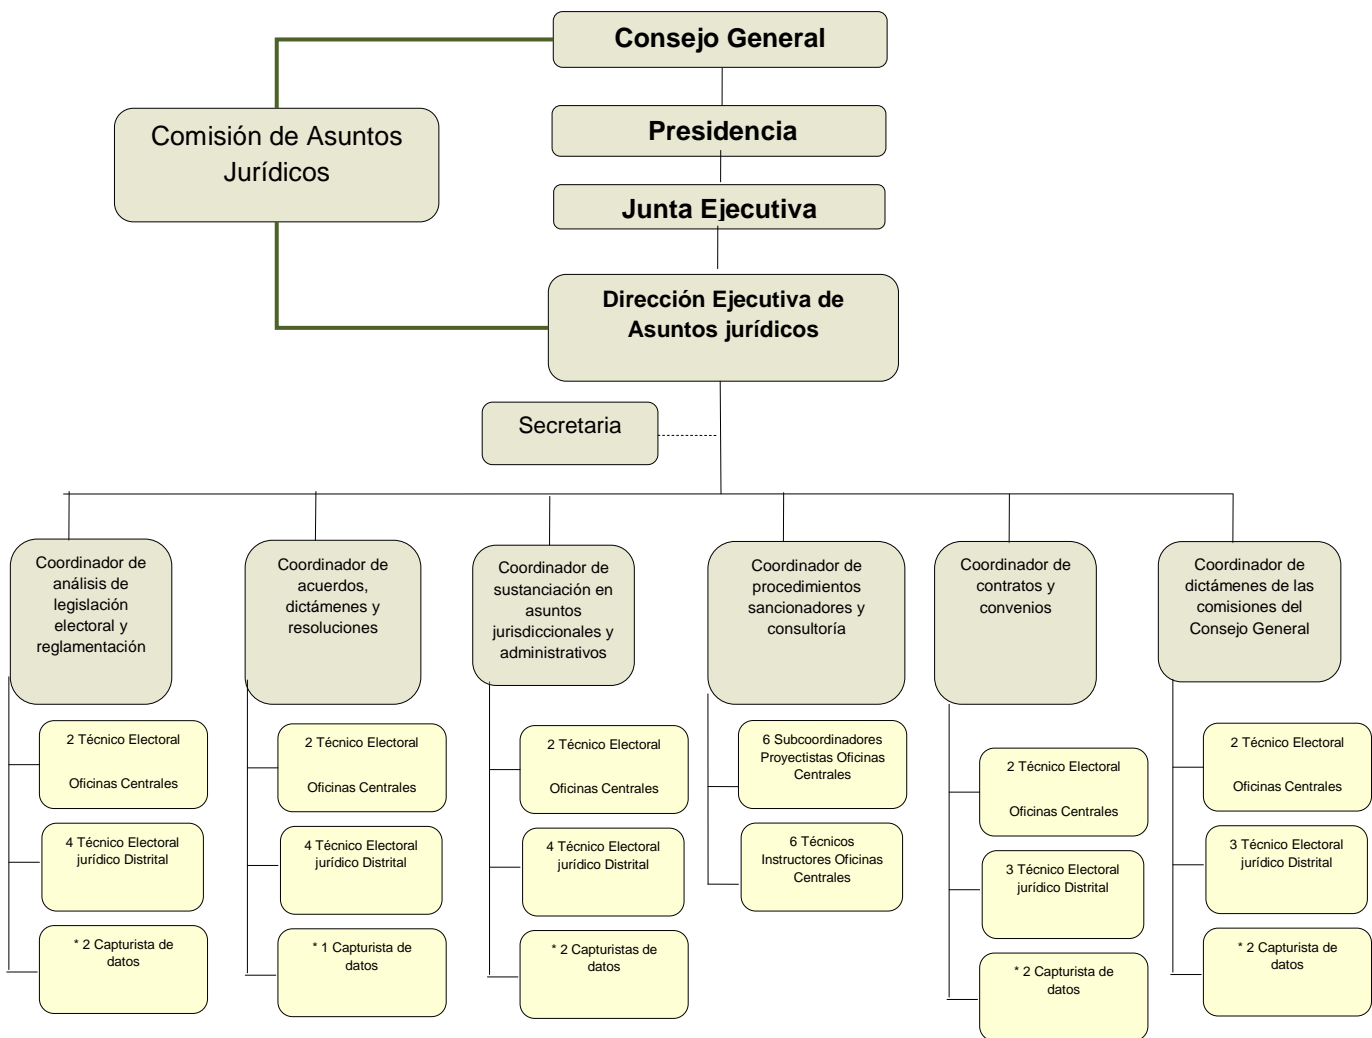 Consejo General
Comisión de Asuntos
Jurídicos
Presidencia
Junta Ejecutiva
Dirección Ejecutiva de
Asuntos jurídicos
Secretaria
Coordinador de
análisis de
legislación
electoral y
reglamentación
Coordinador de
acuerdos,
dictámenes y
resoluciones
Coordinador de
sustanciación en
asuntos
jurisdiccionales y
administrativos
Coordinador de
procedimientos
sancionadores y
consultoría
Coordinador de
contratos y
convenios
Coordinador de
dictámenes de las
comisiones del
Consejo General
2 Técnico Electoral
Oficinas Centrales
4 Técnico Electoral
jurídico Distrital
* 2 Capturista de
datos
2 Técnico Electoral
Oficinas Centrales
4 Técnico Electoral
jurídico Distrital
* 1 Capturista de
datos
2 Técnico Electoral
Oficinas Centrales
4 Técnico Electoral
jurídico Distrital
* 2 Capturistas de
datos
6 Subcoordinadores
Proyectistas Oficinas
Centrales
6 Técnicos
Instructores Oficinas
Centrales
2 Técnico Electoral
Oficinas Centrales
3 Técnico Electoral
jurídico Distrital
* 2 Capturista de
datos
2 Técnico Electoral
Oficinas Centrales
3 Técnico Electoral
jurídico Distrital
* 2 Capturista de
datos